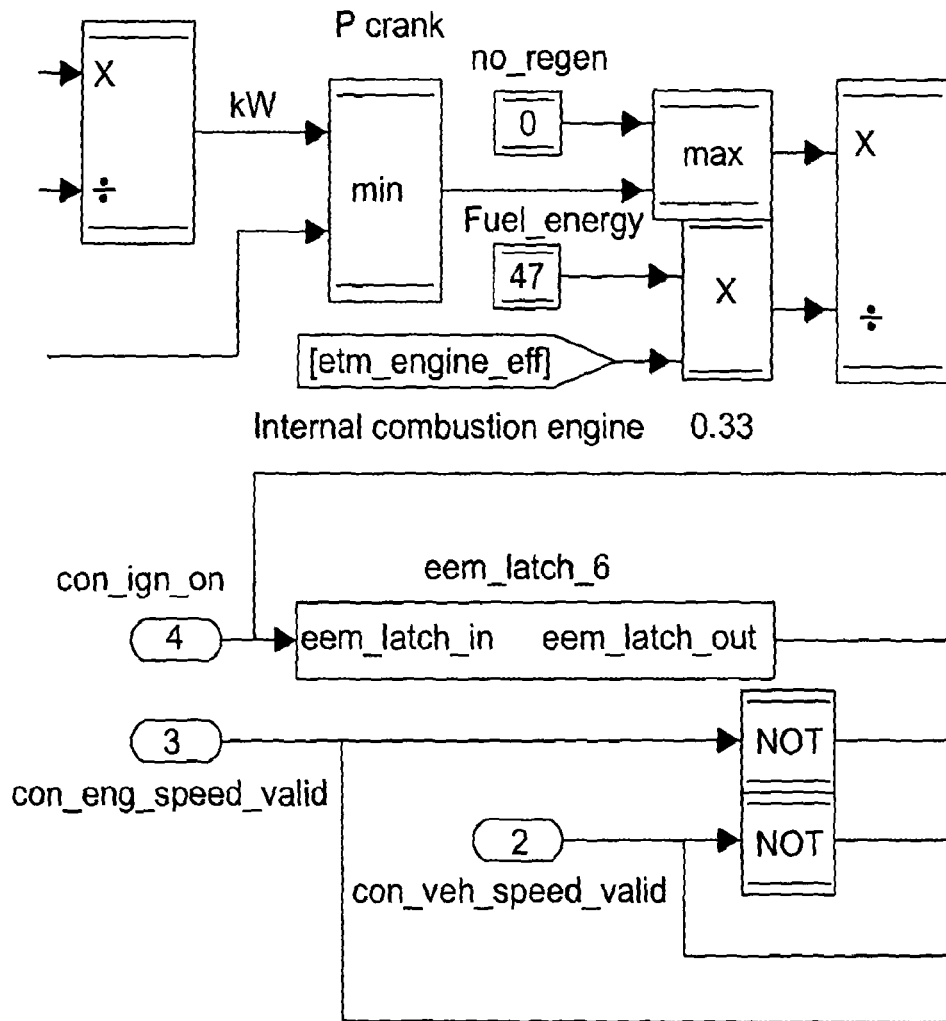 P crank
no_regen
X
kW
0
max
X
÷
min
Fuel_energy
47
X
÷
[etm_engine_eff]
Internal combustion engine 0.33
con_ign_on
eem_latch_6
4
eem_latch_in eem_latch_out
3
NOT
con_eng_speed_valid
2
NOT
con_veh_speed_valid